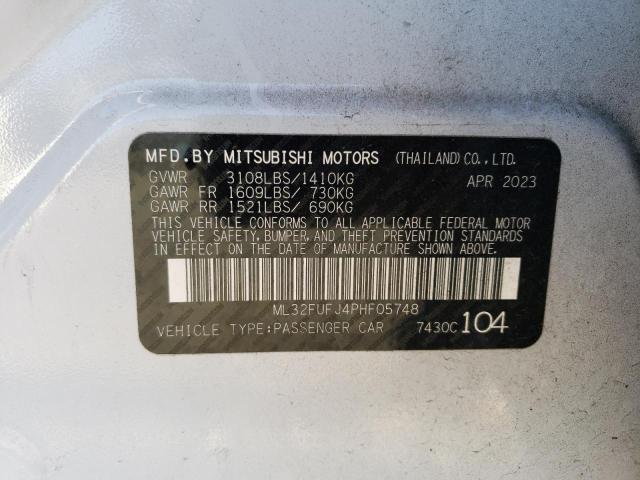 MFD.BY MITSUBISHI MOTORS (THAILAND)CO.,LTD.
GVWR 3108LBS/1410KG APR 2023
GAWR FR 1609LBS/ 730KG
GAWR RR 1521LBS/ 690KG
THIS VEHICLE CONFORMS TO ALL APPLICABLE FEDERAL MOTOR
VEHICLE SAFETY, BUMPER, AND THEFT PREVENTION STANDARDS
IN EFFECT ON THE DATE OF MANUFACTURE SHOWN ABOVE.
ML32FUFJ4PHF05748
VEHICLE TYPE:PASSENGER CAR 7430C 104